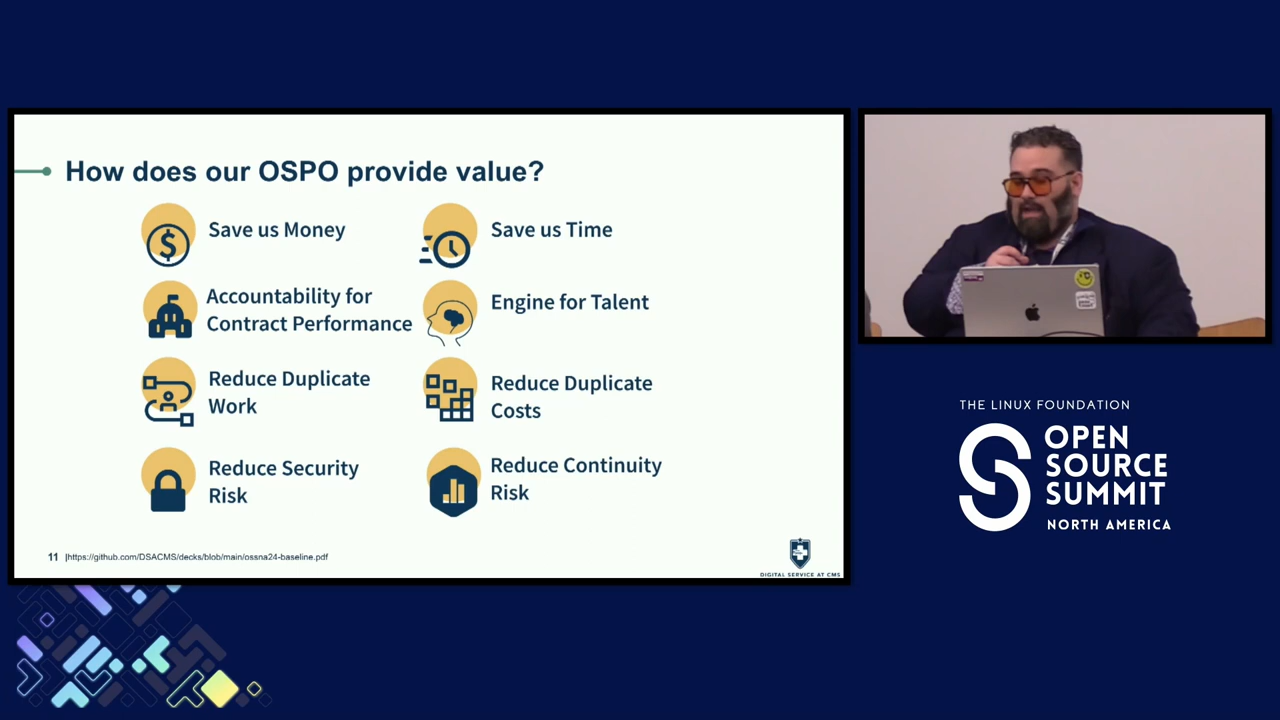 How does our OSPO provide value?
Save us Money
Save us Time
Accountability for
Contract Performance
Engine for Talent
Reduce Duplicate
Work
Reduce Duplicate
Costs
Reduce Security
Risk
Reduce Continuity
Risk
11 |https://github.com/DSACMS/decks/blob/main/ossna24-baseline.pdf
DIGITAL SERVICE AT CMS
THE LINUX FOUNDATION
OPEN
SOURCE
SUMMIT
NORTH AMERICA